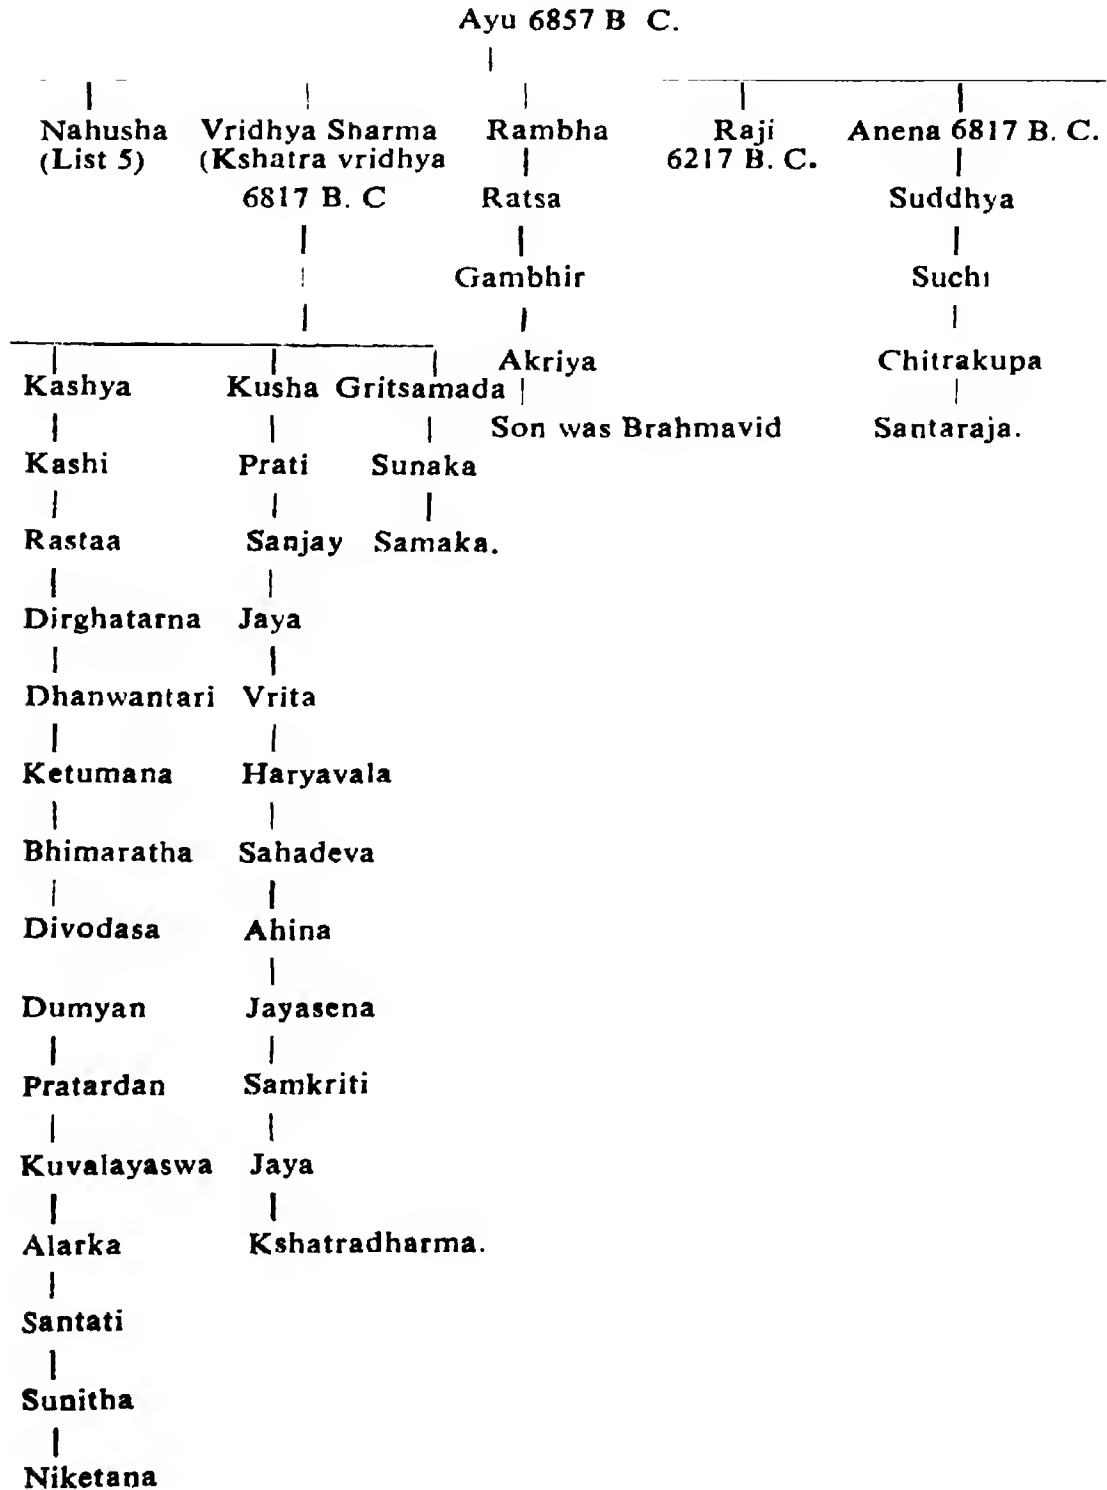 Ayu 6857 B C.
Nahusha Vridhya Sharma Rambha Raji Anena 6817 B. C.
(List 5) (Kshatra vridhya 6217 B. C.
6817 B. C Ratsa Suddhya
Gambhir Suchi
Akriya Chitrakupa
Kashya Kusha Gritsamada
Son was Brahmavid Santaraja.
Kashi Prati Sunaka
Rastaa Sanjay Samaka.
Dirghatarna Jaya
Dhanwantari Vrita
Ketumana Haryavala
Bhimaratha Sahadeva
Divodasa Ahina
Dumyan Jayasena
Pratardan Samkriti
Kuvalayaswa Jaya
Alarka Kshatradharma.
Santati
Sunitha
Niketana